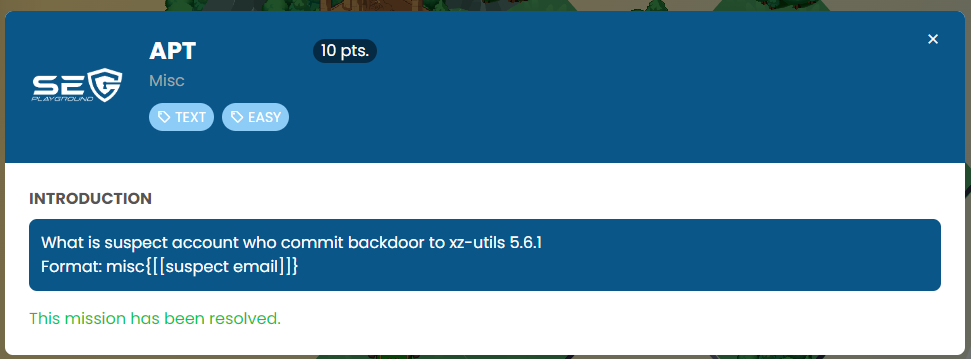 APT
10 pts.
×
Misc
SEG
PLAYGROUND
TEXT
EASY
INTRODUCTION
What is suspect account who commit backdoor to xz-utils 5.6.1
Format: misc{[[suspect email]]}
This mission has been resolved.